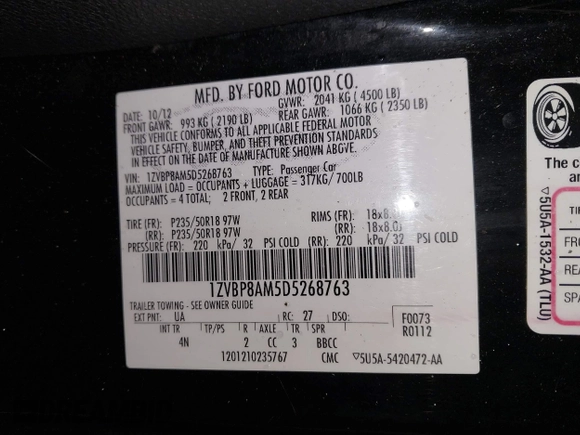 MFD. BY FORD MOTOR CO.
DATE: 10/12 GVWR: 2041 KG ( 4500 LB)
FRONT GAWR: 993 KG ( 2190 LB) REAR GAWR: 1066 KG ( 2350 LB)
THIS VEHICLE CONFORMS TO ALL APPLICABLE FEDERAL MOTOR
VEHICLE SAFETY, BUMPER, AND THEFT PREVENTION STANDARDS
IN EFFECT ON THE DATE OF MANUFACTURE SHOWN ABOVE.
VIN: 1ZVBP8AM5D5268763 TYPE: Passenger Car
MAXIMUM LOAD = OCCUPANTS + LUGGAGE = 317KG/700LB
OCCUPANTS = 4 TOTAL; 2 FRONT, 2 REAR
TIRE (FR): P235/50R18 97W RIMS (FR): 18x8.
(RR): P235/50R18 97W (RR): 18x8.0J
PRESSURE (FR): 220 kPa/ 32 PSI COLD (RR): 220 kPa/ 32 PSI COLD
1ZVBP8AM5D5268763
TRAILER TOWING - SEE OWNER GUIDE
EXT PNT: UA RC: 27 DSO: F0073
R0112
INT TR TP/PS R AXLE TR SPR
4N 2 CC 3 BBCC
1201210235767 CMC ▽5U5A-5420472-AA
The c
an
TI
FRO
REA
SPA
▽5U5A-1532-AA (TLU)